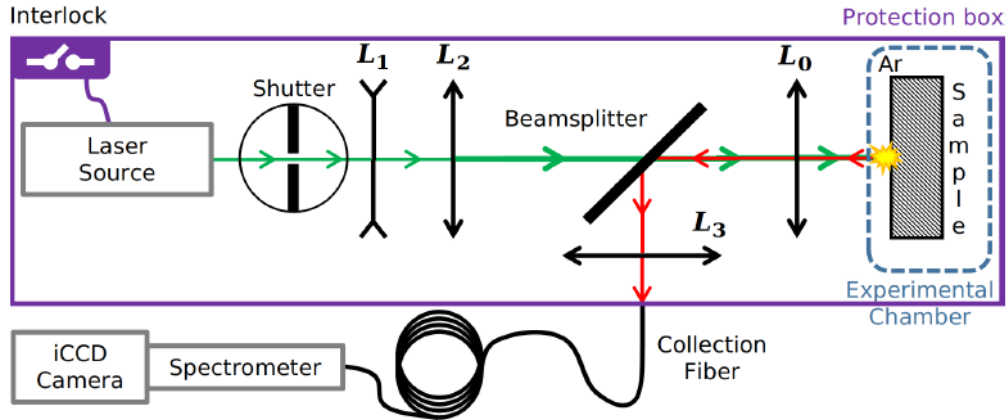 Interlock
Protection box
L₁
L₂
L₀
Ar
Shutter
Sample
Beamsplitter
Laser
Source
L₃
Experimental
Chamber
iCCD
Camera
Spectrometer
Collection
Fiber